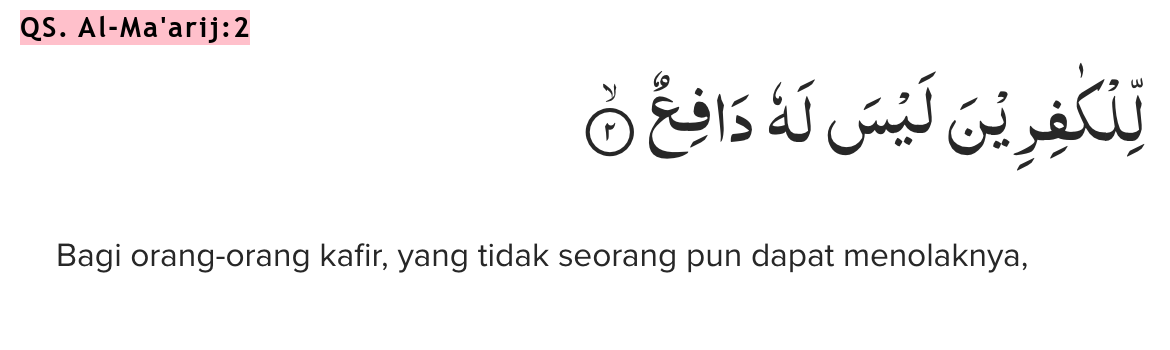 QS. Al-Ma'arij:2
لِّلْكٰفِرِيْنَ لَيْسَ لَهٗ دَافِعٌۙ ٢
Bagi orang-orang kafir, yang tidak seorang pun dapat menolaknya,